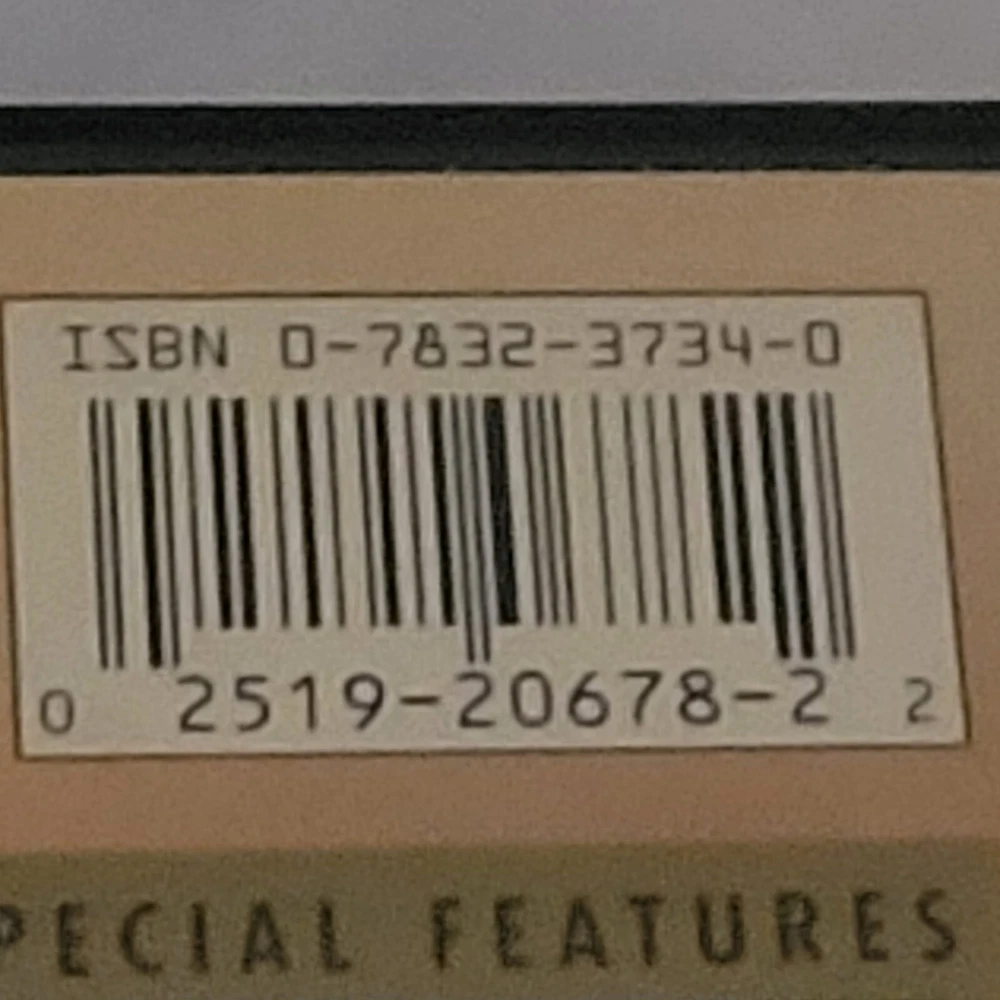 ISBN 0-7832-3734-0
0 2519-20678-2 2
PECIAL FEATURES